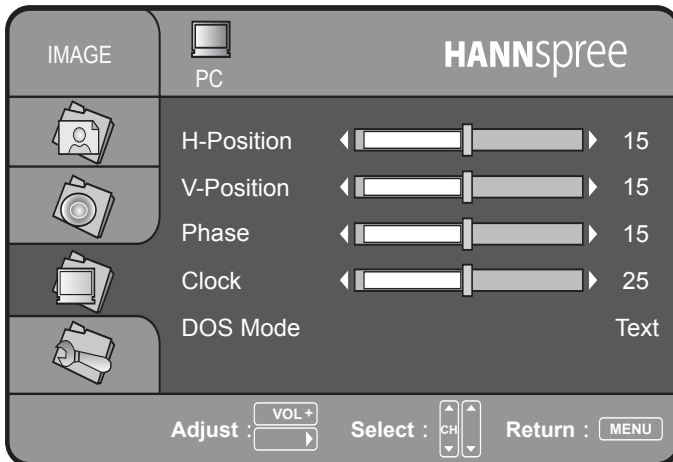 IMAGE
PC
HANNspree
H-Position 15
V-Position 15
Phase 15
Clock 25
DOS Mode Text
Adjust : VOL + Select : CH Return : MENU